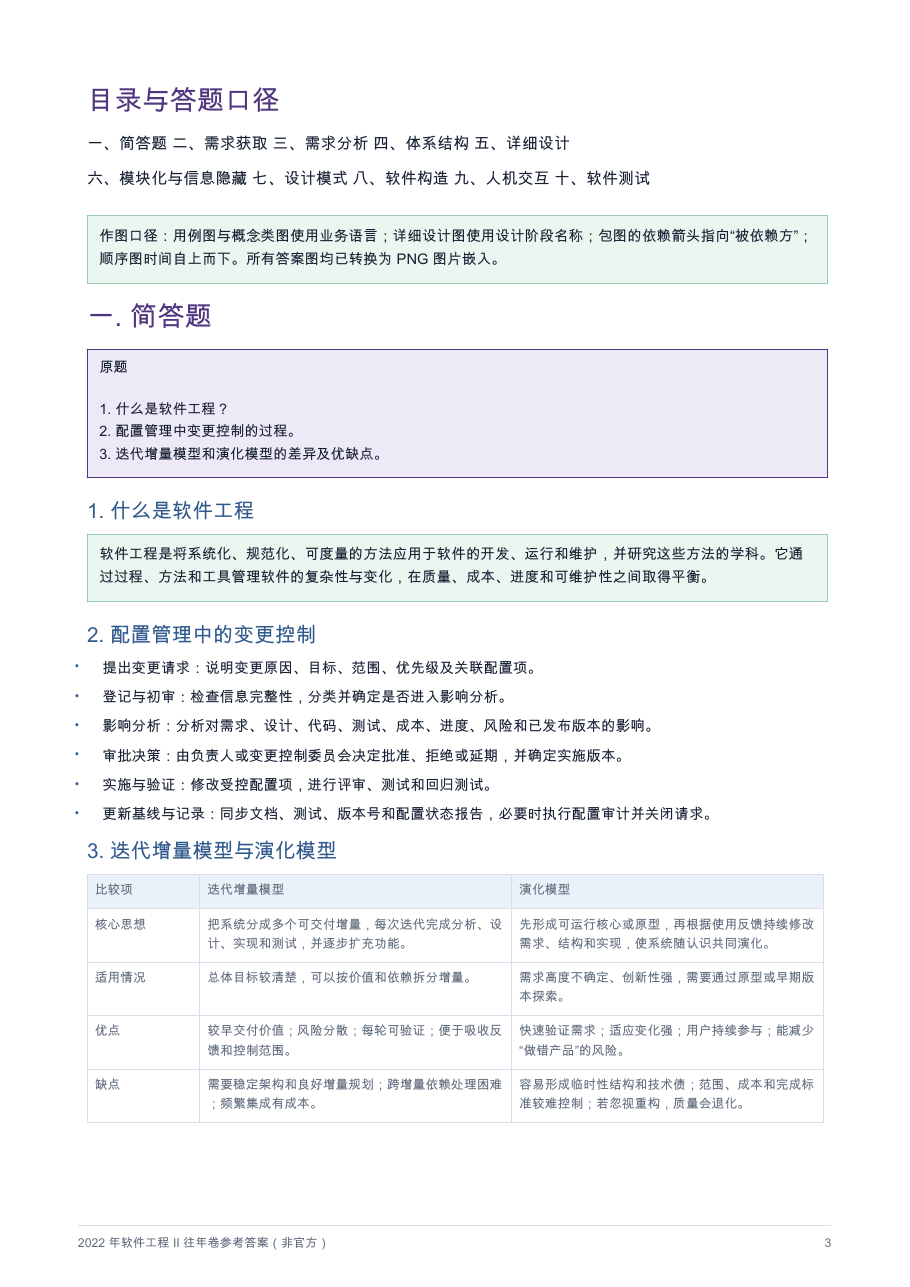 目录与答题口径
一、简答题 二、需求获取 三、需求分析 四、体系结构 五、详细设计
六、模块化与信息隐藏 七、设计模式 八、软件构造 九、人机交互 十、软件测试
作图口径：用例图与概念类图使用业务语言；详细设计图使用设计阶段名称；包图的依赖箭头指向“被依赖方”；
顺序图时间自上而下。所有答案图均已转换为 PNG 图片嵌入。
一. 简答题
原题
1. 什么是软件工程？
2. 配置管理中变更控制的过程。
3. 迭代增量模型和演化模型的差异及优缺点。
1. 什么是软件工程
软件工程是将系统化、规范化、可度量的方法应用于软件的开发、运行和维护，并研究这些方法的学科。它通
过过程、方法和工具管理软件的复杂性与变化，在质量、成本、进度和可维护性之间取得平衡。
2. 配置管理中的变更控制
• 提出变更请求：说明变更原因、目标、范围、优先级及关联配置项。
• 登记与初审：检查信息完整性，分类并确定是否进入影响分析。
• 影响分析：分析对需求、设计、代码、测试、成本、进度、风险和已发布版本的影响。
• 审批决策：由负责人或变更控制委员会决定批准、拒绝或延期，并确定实施版本。
• 实施与验证：修改受控配置项，进行评审、测试和回归测试。
• 更新基线与记录：同步文档、测试、版本号和配置状态报告，必要时执行配置审计并关闭请求。
3. 迭代增量模型与演化模型
比较项 迭代增量模型 演化模型
核心思想 把系统分成多个可交付增量，每次迭代完成分析、设
计、实现和测试，并逐步扩充功能。
先形成可运行核心或原型，再根据使用反馈持续修改
需求、结构和实现，使系统随认识共同演化。
适用情况 总体目标较清楚，可以按价值和依赖拆分增量。
需求高度不确定、创新性强，需要通过原型或早期版
本探索。
优点 较早交付价值；风险分散；每轮可验证；便于吸收反
馈和控制范围。
快速验证需求；适应变化强；用户持续参与；能减少
“做错产品”的风险。
缺点 需要稳定架构和良好增量规划；跨增量依赖处理困难
；频繁集成有成本。
容易形成临时性结构和技术债；范围、成本和完成标
准较难控制；若忽视重构，质量会退化。
2022 年软件工程 II 往年卷参考答案（非官方） 3